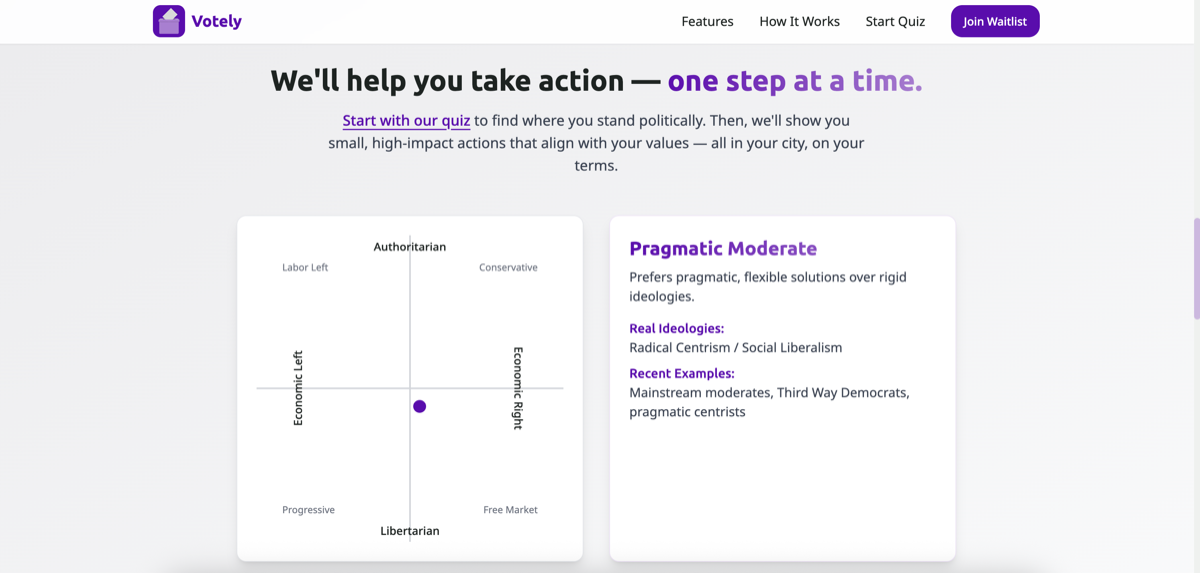 Votely
Features
How It Works
Start Quiz
Join Waitlist
We'll help you take action — one step at a time.
Start with our quiz to find where you stand politically. Then, we'll show you
small, high-impact actions that align with your values — all in your city, on your
terms.
Authoritarian
Labor Left
Conservative
Economic Left
Economic Right
Progressive
Free Market
Libertarian
Pragmatic Moderate
Prefers pragmatic, flexible solutions over rigid
ideologies.
Real Ideologies:
Radical Centrism / Social Liberalism
Recent Examples:
Mainstream moderates, Third Way Democrats,
pragmatic centrists